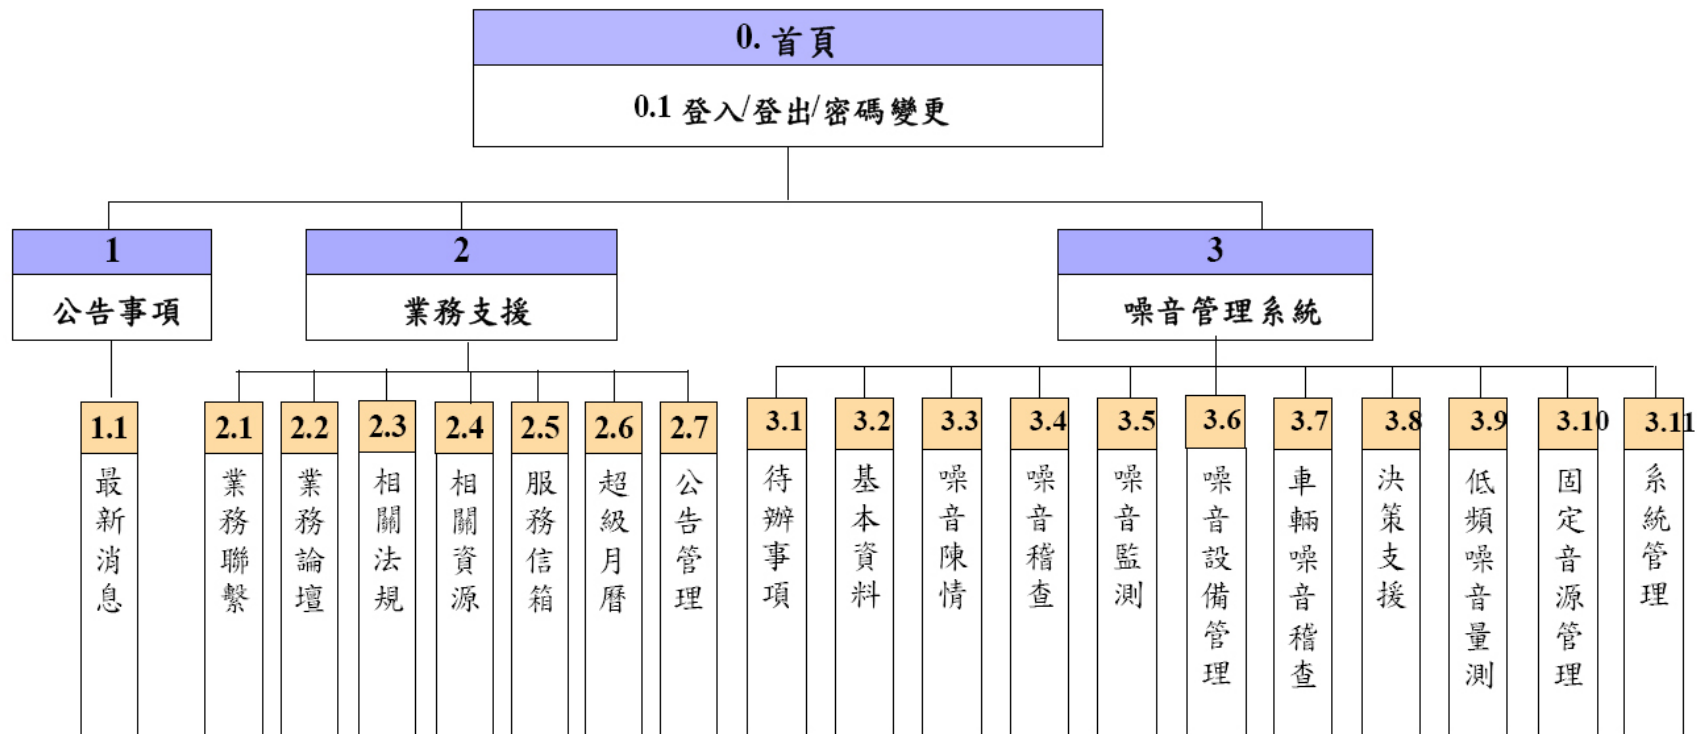 0. 首頁
0.1 登入/登出/密碼變更
1
公告事項
2
業務支援
3
噪音管理系統
1.1
最新消息
2.1
業務聯繫
2.2
業務論壇
2.3
相關法規
2.4
相關資源
2.5
服務信箱
2.6
超級月曆
2.7
公告管理
3.1
待辦事項
3.2
基本資料
3.3
噪音陳情
3.4
噪音稽查
3.5
噪音監測
3.6
噪音設備管理
3.7
車輛噪音稽查
3.8
決策支援
3.9
低頻噪音量測
3.10
固定音源管理
3.11
系統管理